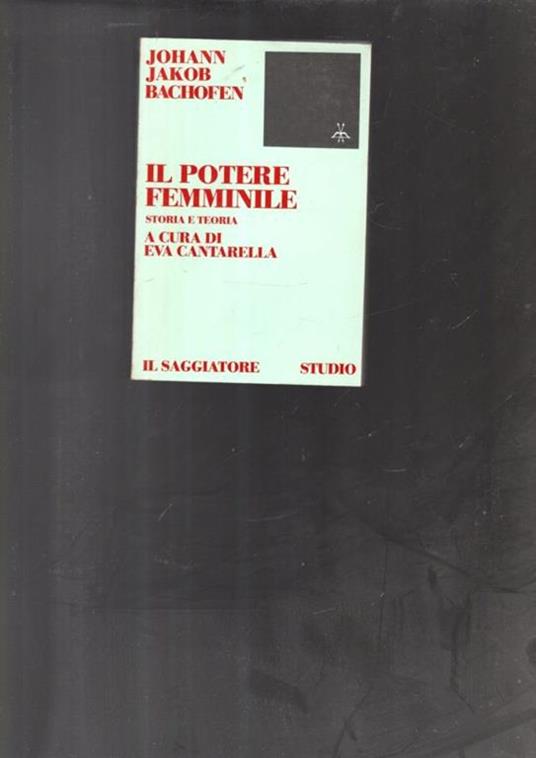 JOHANN
JAKOB
BACHOFEN
IL POTERE
FEMMINILE
STORIA E TEORIA
A CURA DI
EVA CANTARELLA
IL SAGGIATORE STUDIO